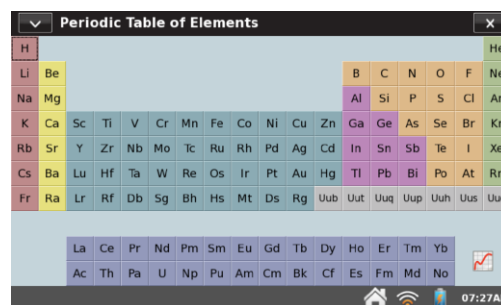 Periodic Table of Elements
H He
Li Be B C N O F Ne
Na Mg Al Si P S Cl Ar
K Ca Sc Ti V Cr Mn Fe Co Ni Cu Zn Ga Ge As Se Br Kr
Rb Sr Y Zr Nb Mo Tc Ru Rh Pd Ag Cd In Sn Sb Te I Xe
Cs Ba Lu Hf Ta W Re Os Ir Pt Au Hg Tl Pb Bi Po At Rn
Fr Ra Lr Rf Db Sg Bh Hs Mt Ds Rg Uub Uut Uuq Uup Uuh Uus
La Ce Pr Nd Pm Sm Eu Gd Tb Dy Ho Er Tm Yb
Ac Th Pa U Np Pu Am Cm Bk Cf Es Fm Md No
07:27A